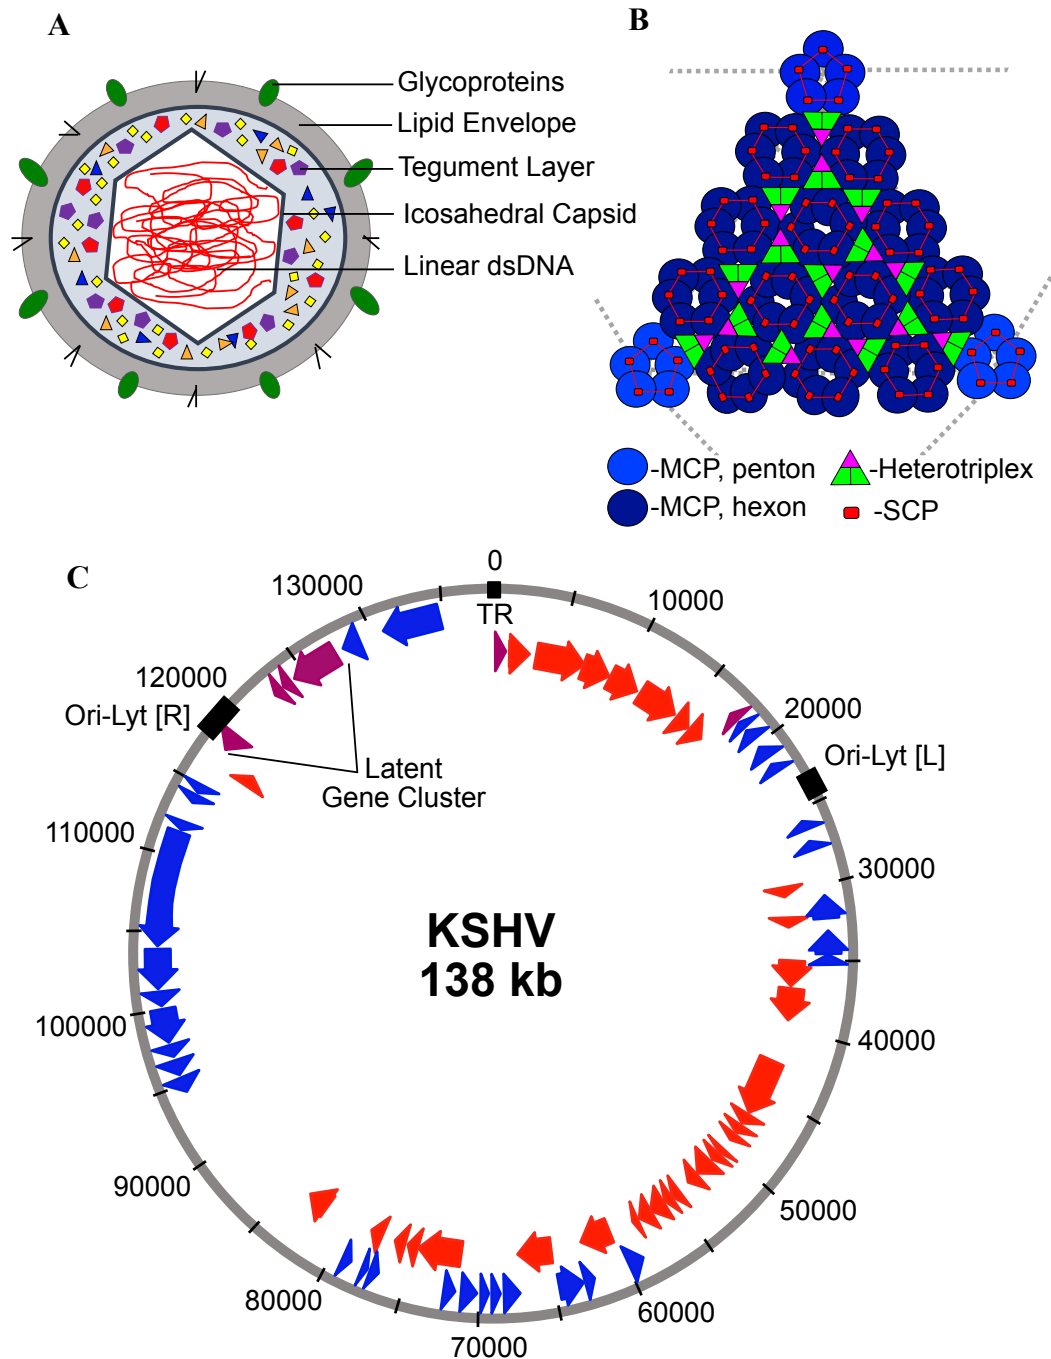 A
Glycoproteins
Lipid Envelope
Tegument Layer
Icosahedral Capsid
Linear dsDNA
B
-MCP, penton
-Heterotriplex
-MCP, hexon
-SCP
C
0
TR
10000
20000
Ori-Lyt [L]
30000
40000
50000
60000
70000
80000
90000
100000
110000
120000
Ori-Lyt [R]
130000
Latent
Gene Cluster
KSHV
138 kb